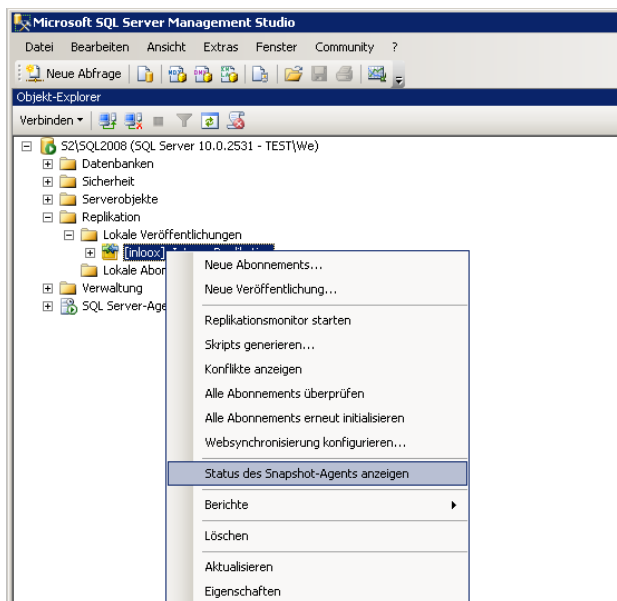 Microsoft SQL Server Management Studio
Datei Bearbeiten Ansicht Extras Fenster Community ?
Neue Abfrage
Objekt-Explorer
Verbinden
S2\SQL2008 (SQL Server 10.0.2531 - TEST\We)
Datenbanken
Sicherheit
Serverobjekte
Replikation
Lokale Veröffentlichungen
[inloox]
Lokale Abor
Verwaltung
SQL Server-Age
Neue Abonnements...
Neue Veröffentlichung...
Replikationsmonitor starten
Skripts generieren...
Konflikte anzeigen
Alle Abonnements überprüfen
Alle Abonnements erneut initialisieren
Websynchronisierung konfigurieren...
Status des Snapshot-Agents anzeigen
Berichte
Löschen
Aktualisieren
Eigenschaften